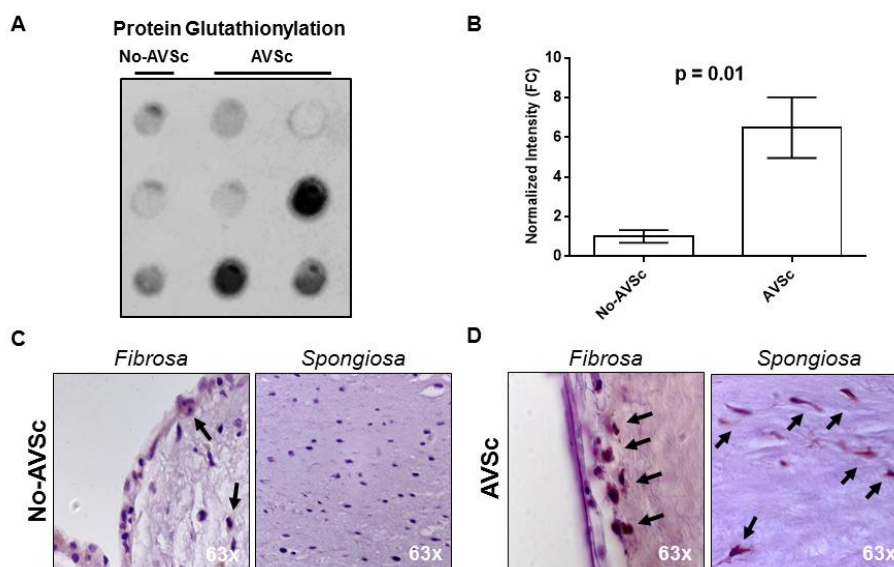 A
Protein Glutathionylation
No-AVSc AVSc
B
p = 0.01
Normalized Intensity (FC)
8
6
4
2
0
No-AVSc
AVSc
C
Fibrosa Spongiosa
No-AVSc
63x 63x
D
Fibrosa Spongiosa
AVSc
63x 63x